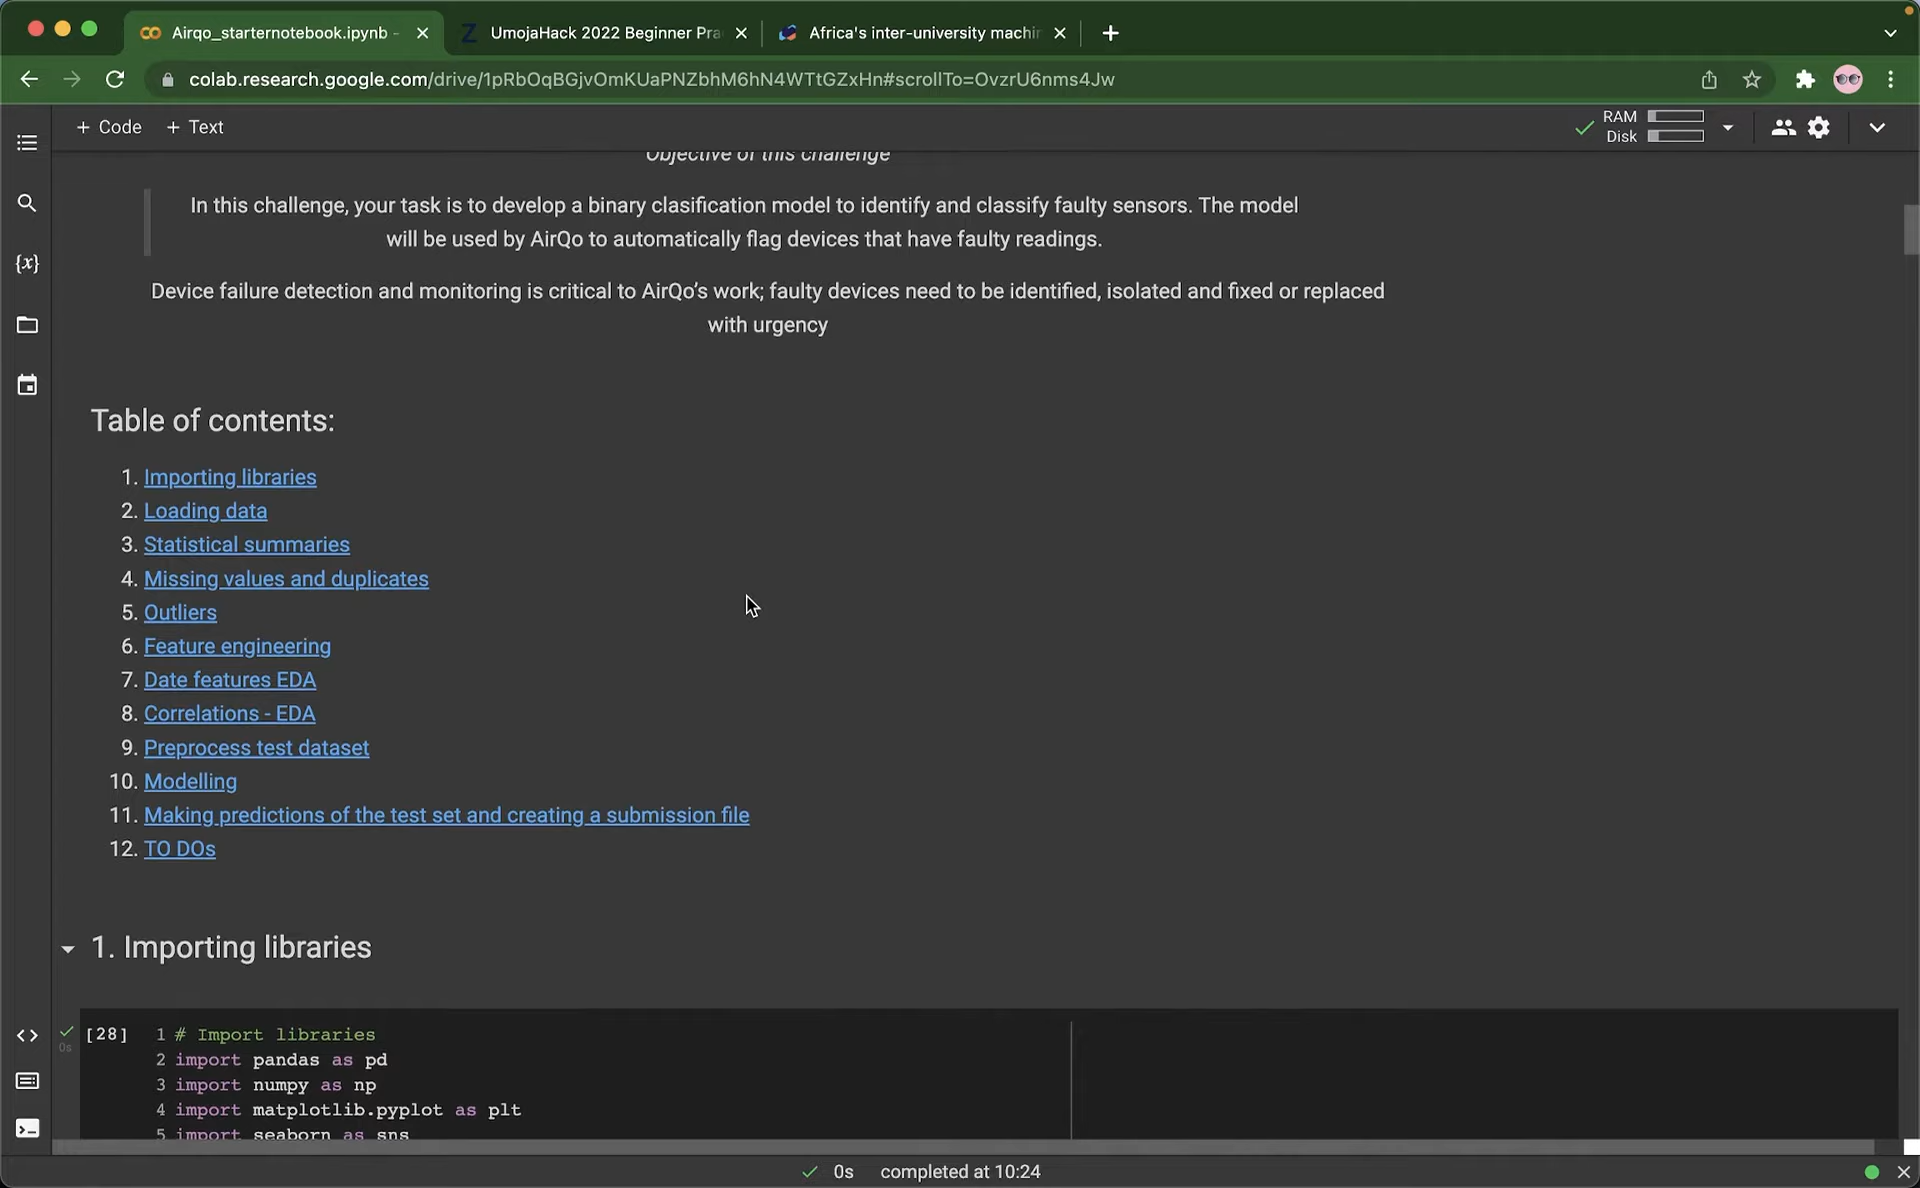 Airqo_starternotebook.ipynb -
UmojaHack 2022 Beginner Pra
Africa's inter-university machin
colab.research.google.com/drive/1pRbOqBGjvOmKUaPNZbhM6hN4WTtGZxHn#scrollTo=OvzrU6nms4Jw
+ Code + Text
RAM
Disk
Objective of this challenge
In this challenge, your task is to develop a binary clasification model to identify and classify faulty sensors. The model
will be used by AirQo to automatically flag devices that have faulty readings.
Device failure detection and monitoring is critical to AirQo’s work; faulty devices need to be identified, isolated and fixed or replaced
with urgency
Table of contents:
1. Importing libraries
2. Loading data
3. Statistical summaries
4. Missing values and duplicates
5. Outliers
6. Feature engineering
7. Date features EDA
8. Correlations - EDA
9. Preprocess test dataset
10. Modelling
11. Making predictions of the test set and creating a submission file
12. TO DOs
1. Importing libraries
[28] 1 # Import libraries
0s
2 import pandas as pd
3 import numpy as np
4 import matplotlib.pyplot as plt
5 import seaborn as sns
0s completed at 10:24